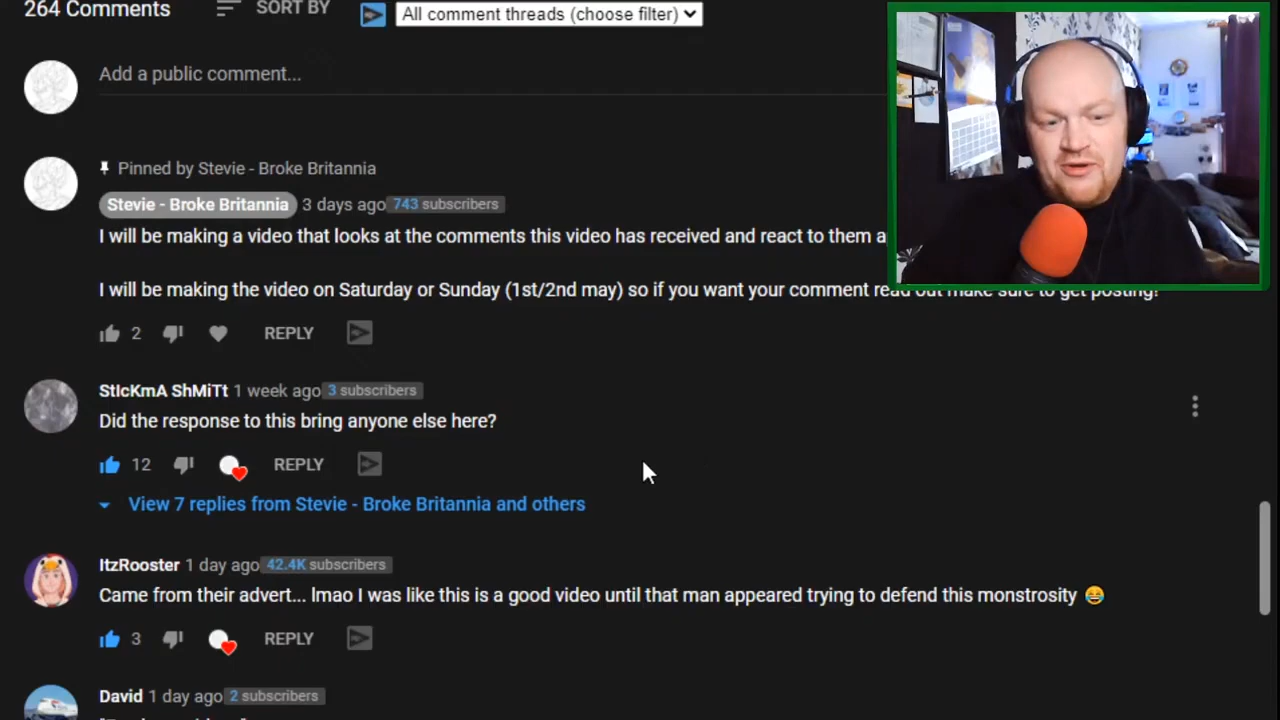 264 Comments
SORT BY
All comment threads (choose filter)
Add a public comment...
Pinned by Stevie - Broke Britannia
Stevie - Broke Britannia 3 days ago 743 subscribers
I will be making a video that looks at the comments this video has received and react to them
I will be making the video on Saturday or Sunday (1st/2nd may) so if you want your comment read out make sure to get posting!
2 REPLY
StIcKmA ShMiTt 1 week ago 3 subscribers
Did the response to this bring anyone else here?
12 REPLY
View 7 replies from Stevie - Broke Britannia and others
ItzRooster 1 day ago 42.4K subscribers
Came from their advert... lmao I was like this is a good video until that man appeared trying to defend this monstrosity 😂
3 REPLY
David 1 day ago 2 subscribers